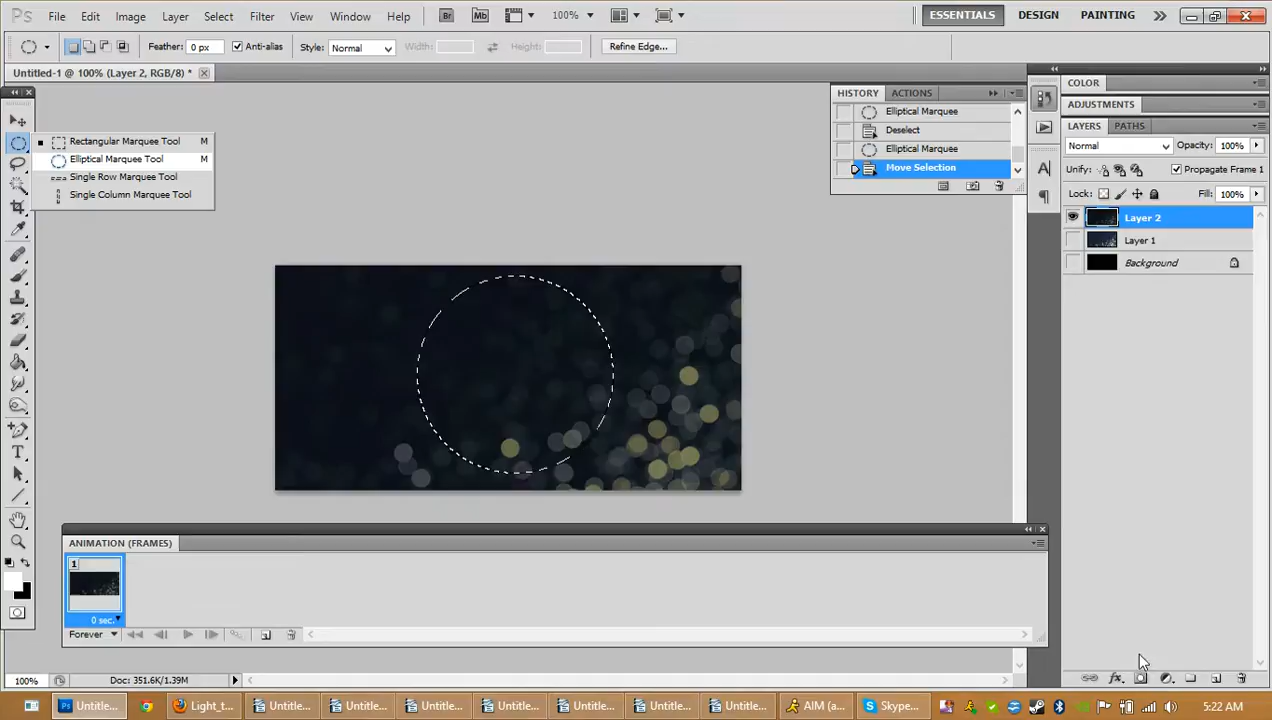 Ps File Edit Image Layer Select Filter Analysis 3D View Window Help Br Mb 100% ESSENTIALS DESIGN PAINTING
Feather: 0 px Anti-alias Style: Normal Width: Height: Refine Edge...
Untitled-1 @ 100% (Layer 2, RGB/8) *
Rectangular Marquee Tool M
Elliptical Marquee Tool M
Single Row Marquee Tool
Single Column Marquee Tool
HISTORY ACTIONS
Elliptical Marquee
Deselect
Elliptical Marquee
Move Selection
COLOR
ADJUSTMENTS
LAYERS PATHS
Normal Opacity: 100%
Unify: Propagate Frame 1
Lock: Fill: 100%
Layer 2
Layer 1
Background
ANIMATION (FRAMES)
1
0 sec.
Forever
100% Doc: 351.6K/1.39M
Untitle... Light_t... Untitle... Untitle... Untitle... Untitle... Untitle... Untitle... Untitle... AIM (a... Skype... 5:22 AM